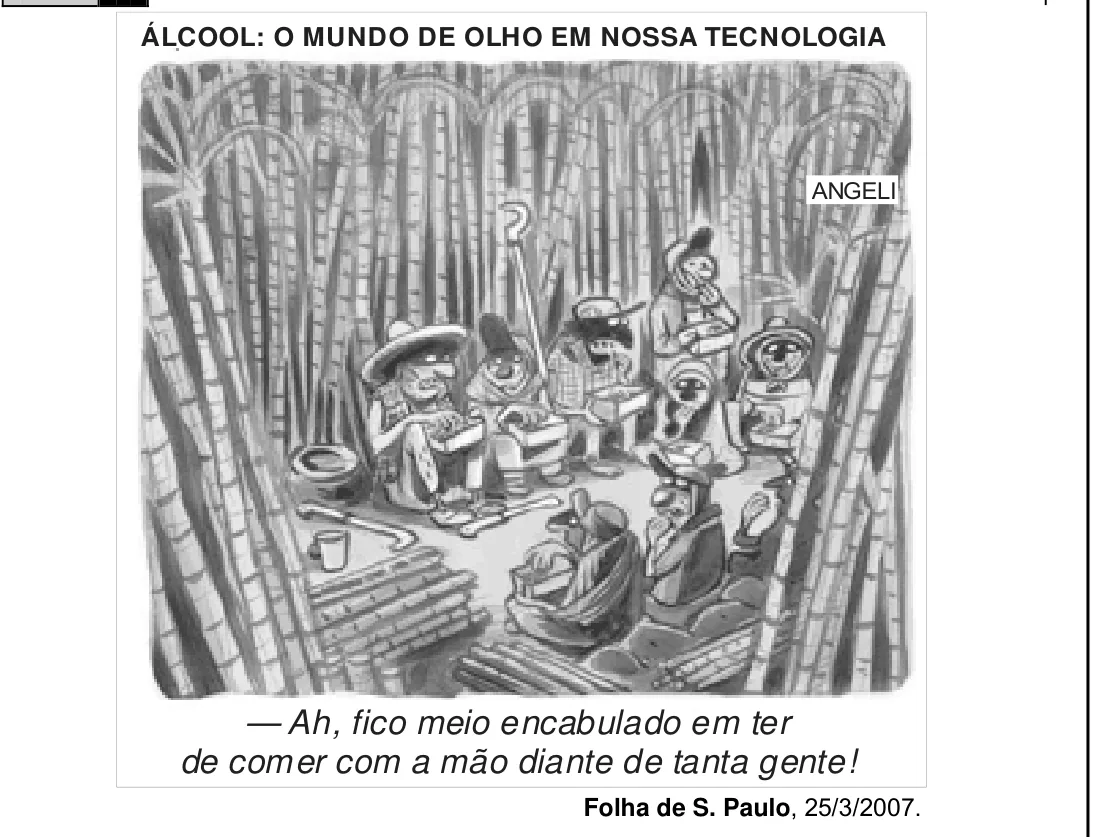 ÁLCOOL: O MUNDO DE OLHO EM NOSSA TECNOLOGIA
ANGELI
— Ah, fico meio encabulado em ter
de comer com a mão diante de tanta gente!
Folha de S. Paulo, 25/3/2007.